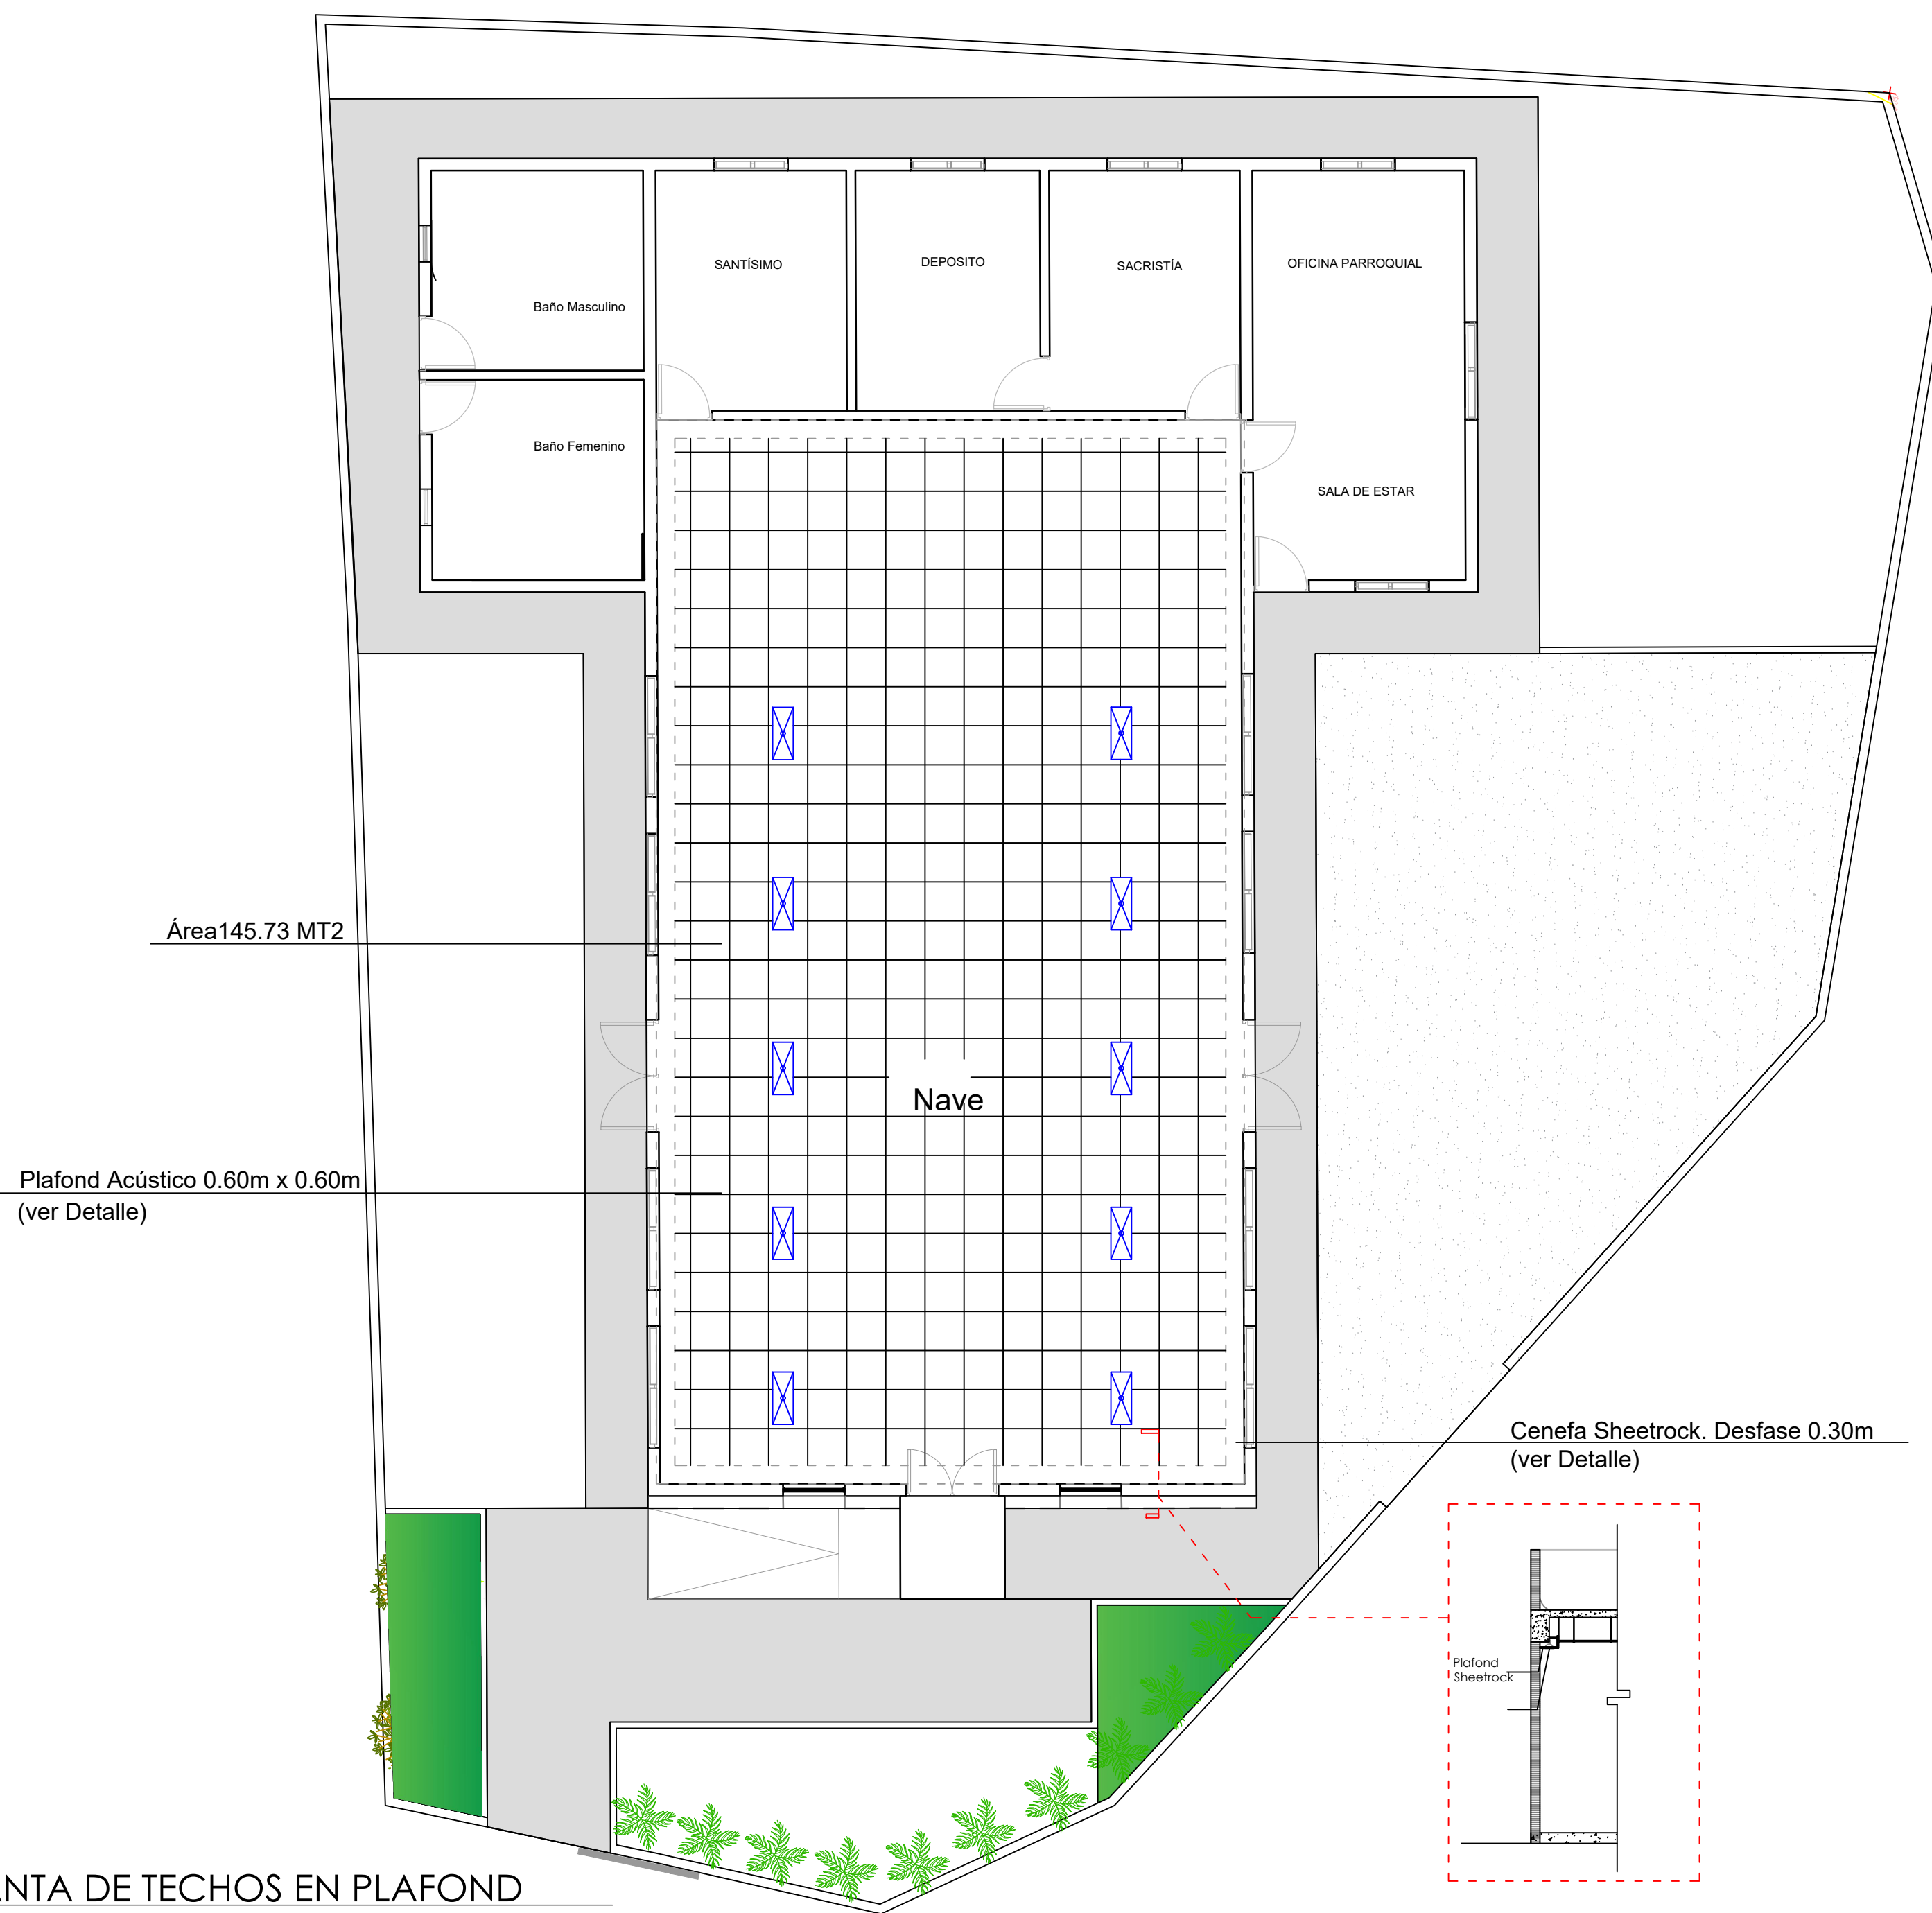 SANTÍSIMO
DEPOSITO
SACRISTÍA
OFICINA PARROQUIAL
Baño Masculino
Baño Femenino
SALA DE ESTAR
Área145.73 MT2
Nave
Plafond Acústico 0.60m x 0.60m
(ver Detalle)
Cenefa Sheetrock. Desfase 0.30m
(ver Detalle)
Plafond
Sheetrock
ANTA DE TECHOS EN PLAFOND